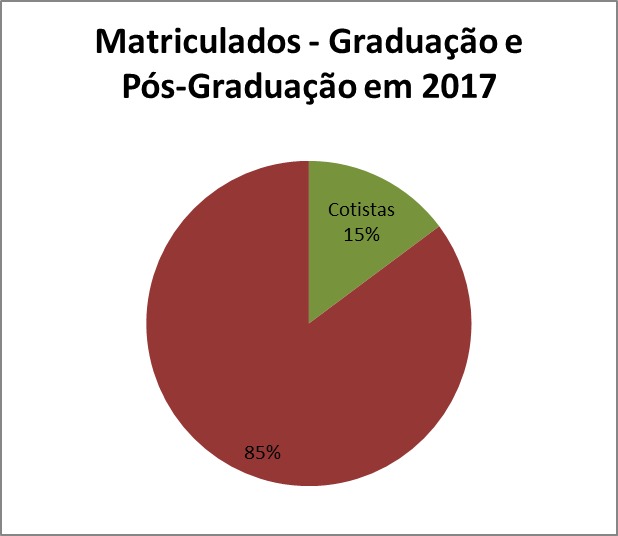 Matriculados - Graduação e
Pós-Graduação em 2017
Cotistas
15%
85%